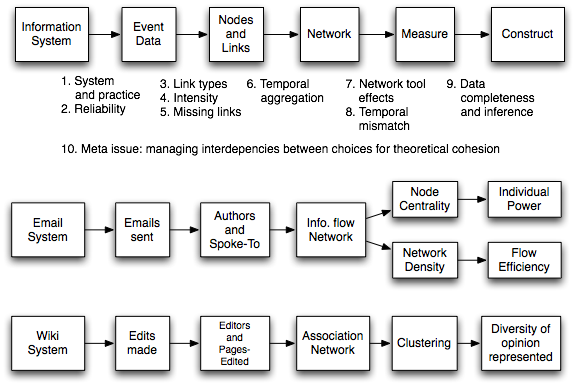 Information
System
Event
Data
Nodes
and
Links
Network
Measure
Construct
1. System
and practice
2. Reliability
3. Link types
4. Intensity
5. Missing links
6. Temporal
aggregation
7. Network tool
effects
8. Temporal
mismatch
9. Data
completeness
and inference
10. Meta issue: managing interdepencies between choices for theoretical cohesion
Email
System
Emails
sent
Authors
and
Spoke-To
Info. flow
Network
Node
Centrality
Individual
Power
Network
Density
Flow
Efficiency
Wiki
System
Edits
made
Editors
and
Pages-
Edited
Association
Network
Clustering
Diversity of
opinion
represented